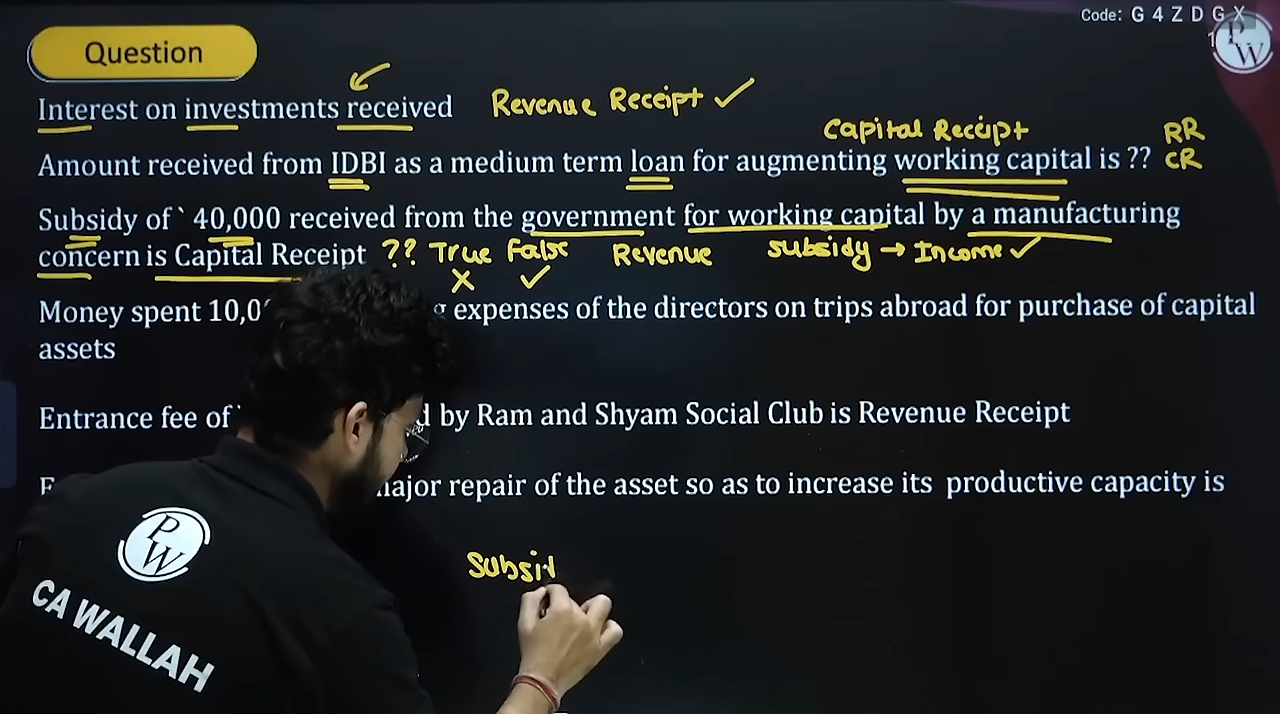 Code: G 4 Z D G X
Question
Interest on investments received Revenue Receipt ✓
Capital Receipt RR
Amount received from IDBI as a medium term loan for augmenting working capital is ?? CR
Subsidy of ` 40,000 received from the government for working capital by a manufacturing
concern is Capital Receipt ?? True False Revenue subsidy → Income ✓
X ✓
Money spent 10,0 expenses of the directors on trips abroad for purchase of capital
assets
Entrance fee of ` by Ram and Shyam Social Club is Revenue Receipt
major repair of the asset so as to increase its productive capacity is
Subsi
PW
PW
CA WALLAH